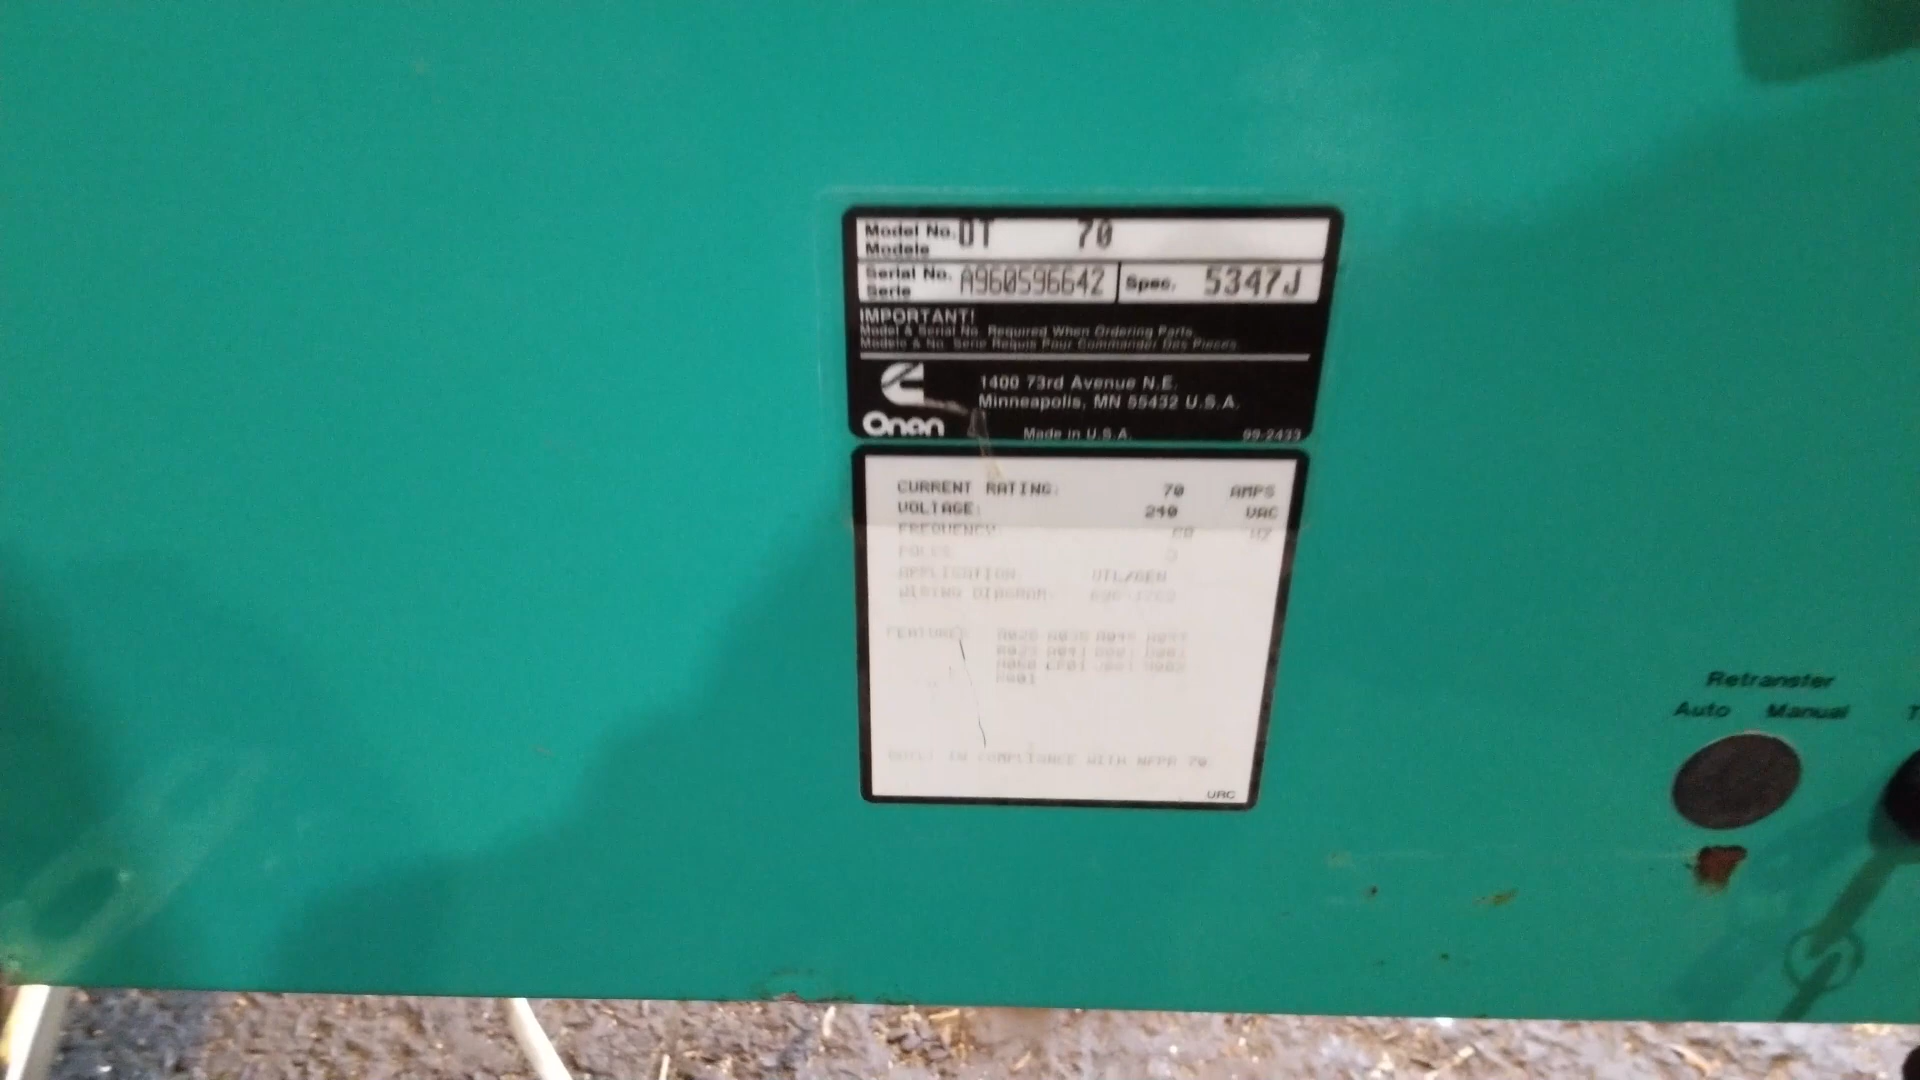 Model No. OT 70
Modele
Serial No. A960596642 Spec. 5347J
Serie
IMPORTANT!
Model & Serial No. Required When Ordering Parts.
Modele & No. Serie Requis Pour Commander Des Pieces.
1400 73rd Avenue N.E.
Minneapolis, MN 55432 U.S.A.
Onan
Made in U.S.A. 99-2433
CURRENT RATING: 70 AMPS
VOLTAGE: 240 VAC
FREQUENCY: 60 HZ
POLES
APPLICATION UTL/GEN
WIRING DIAGRAM:
FEATURES
IN COMPLIANCE WITH NFPA 70
URC
Retransfer
Auto Manual